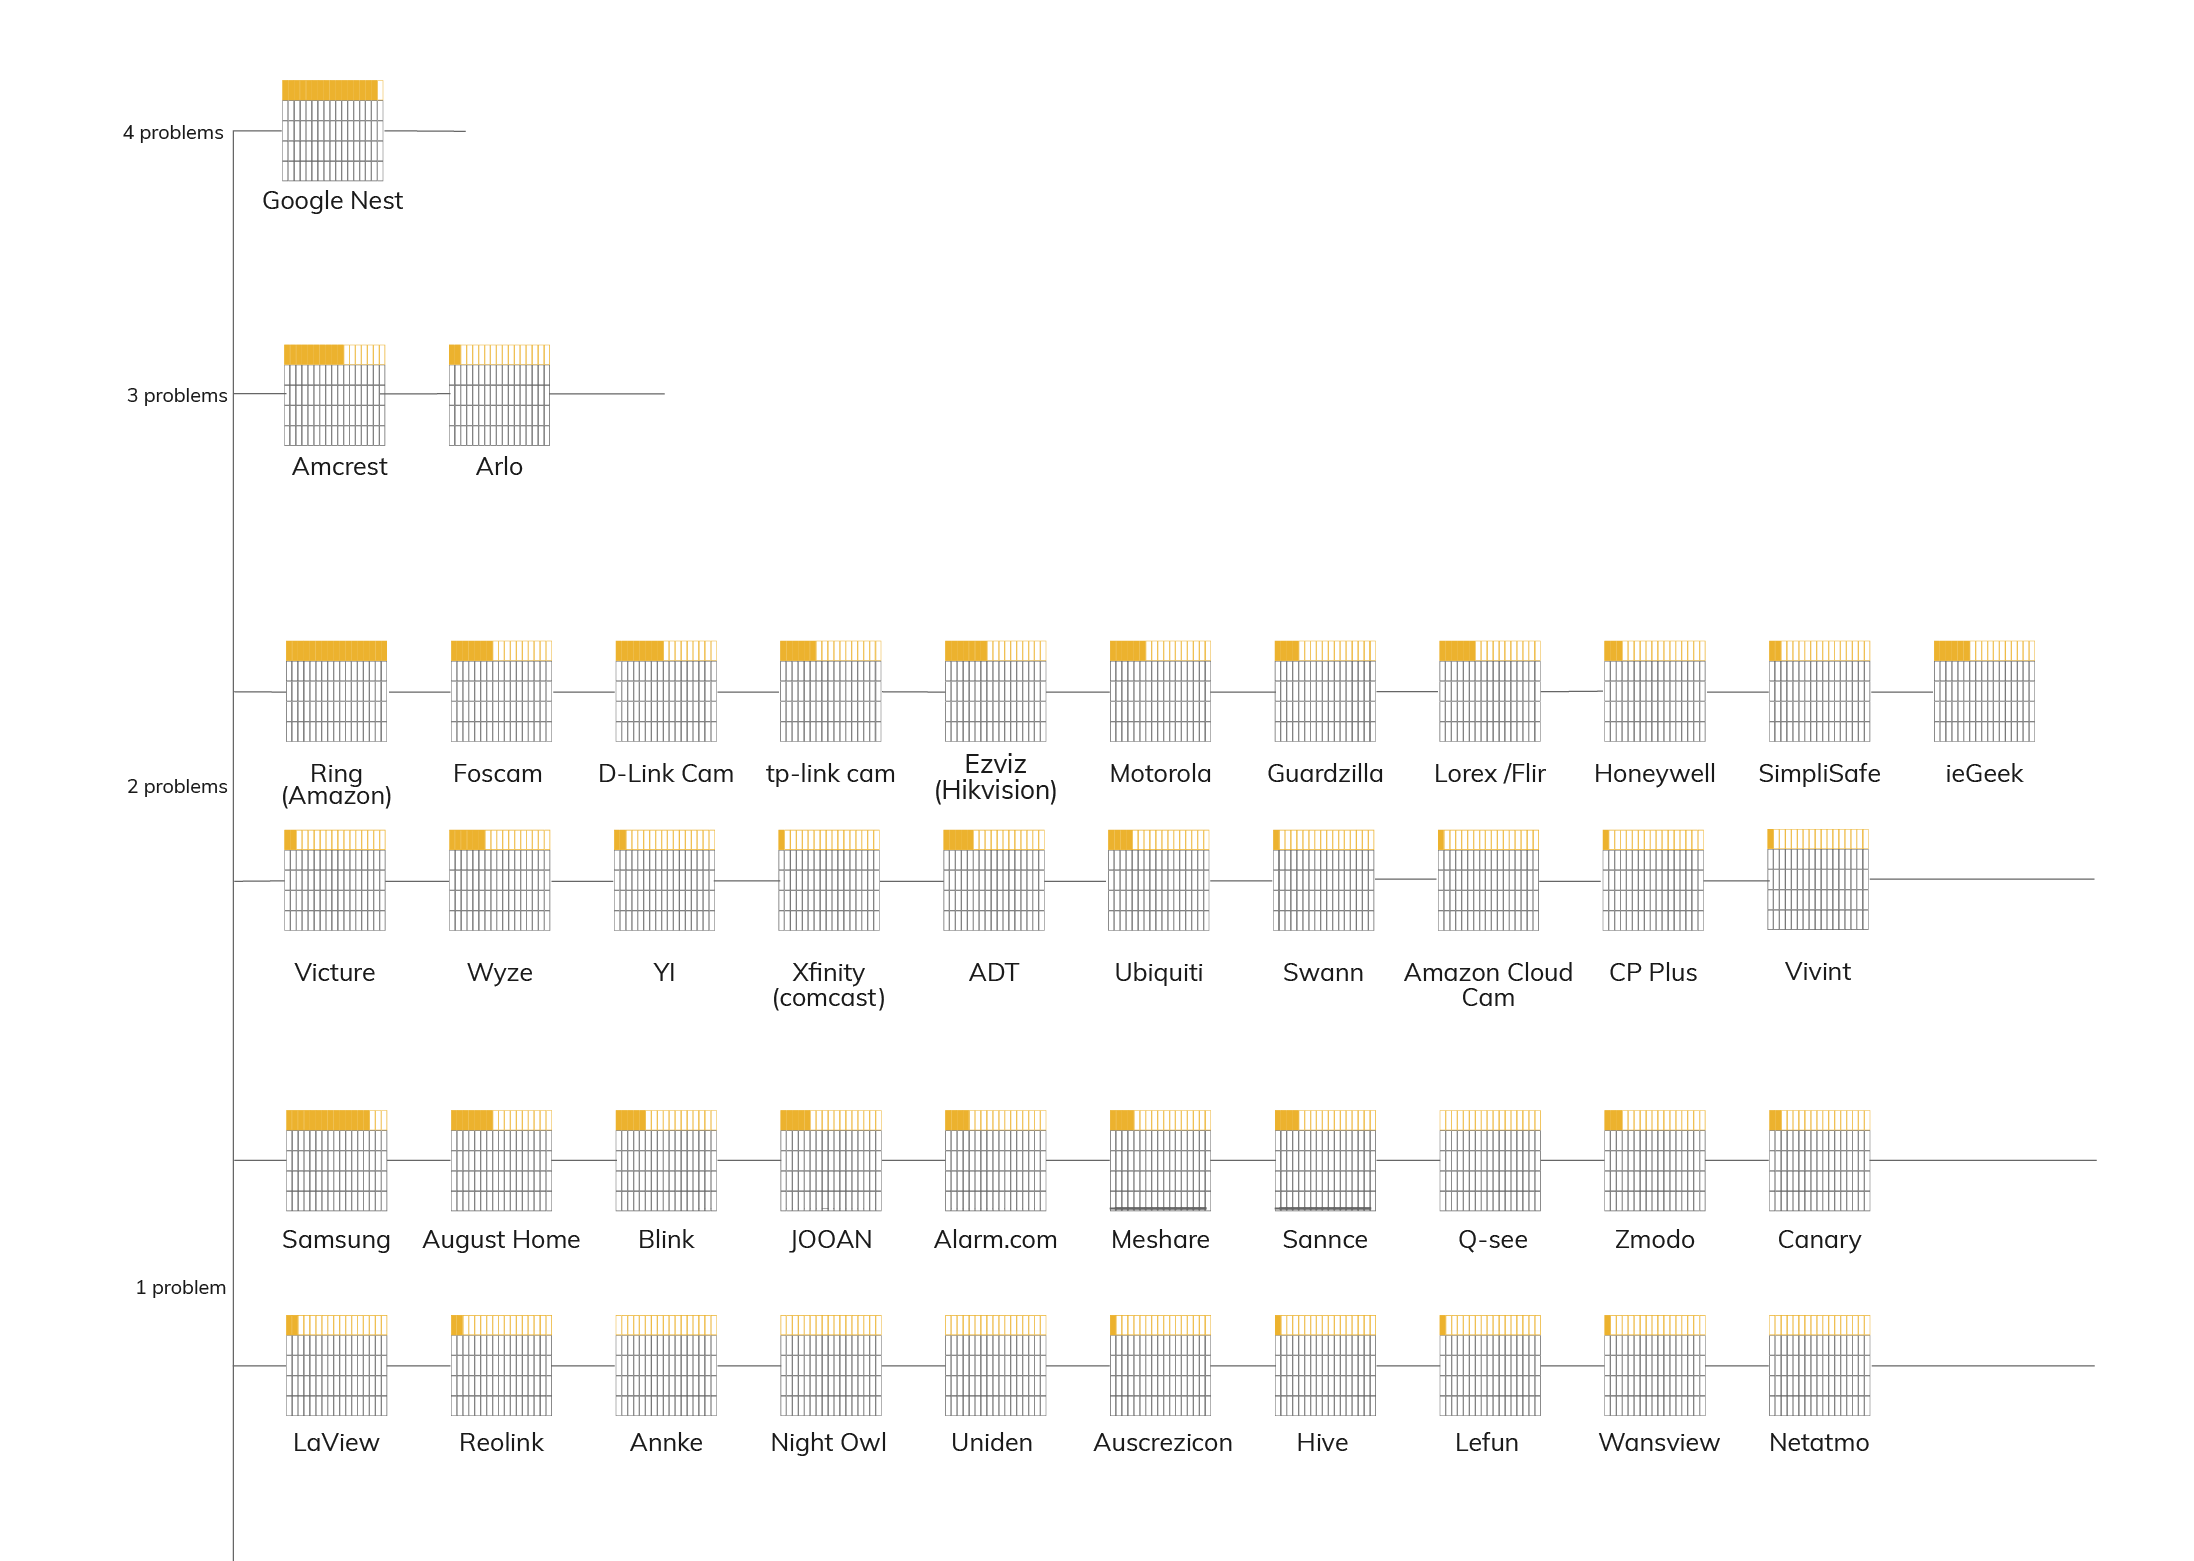 4 problems
Google Nest
3 problems
Amcrest
Arlo
2 problems
Ring
(Amazon)
Foscam
D-Link Cam
tp-link cam
Ezviz
(Hikvision)
Motorola
Guardzilla
Lorex /Flir
Honeywell
SimpliSafe
ieGeek
Victure
Wyze
YI
Xfinity
(comcast)
ADT
Ubiquiti
Swann
Amazon Cloud
Cam
CP Plus
Vivint
1 problem
Samsung
August Home
Blink
JOOAN
Alarm.com
Meshare
Sannce
Q-see
Zmodo
Canary
LaView
Reolink
Annke
Night Owl
Uniden
Auscrezicon
Hive
Lefun
Wansview
Netatmo